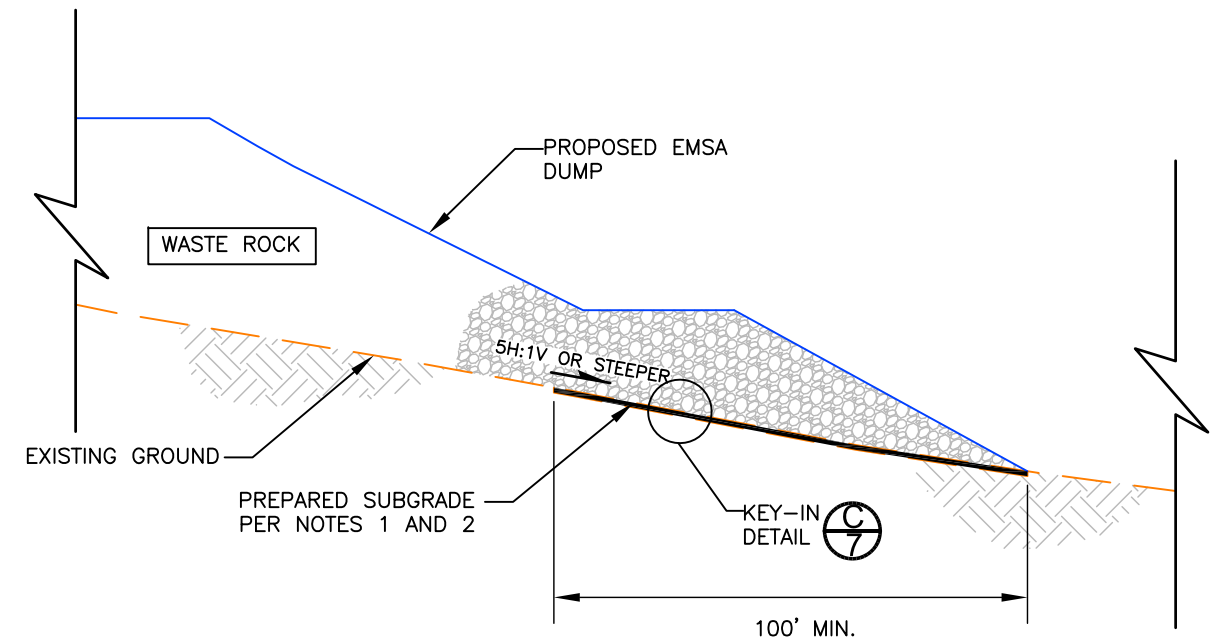 PROPOSED EMSA
DUMP
WASTE ROCK
5H:1V OR STEEPER
EXISTING GROUND
PREPARED SUBGRADE
PER NOTES 1 AND 2
KEY-IN
DETAIL
C
7
100' MIN.